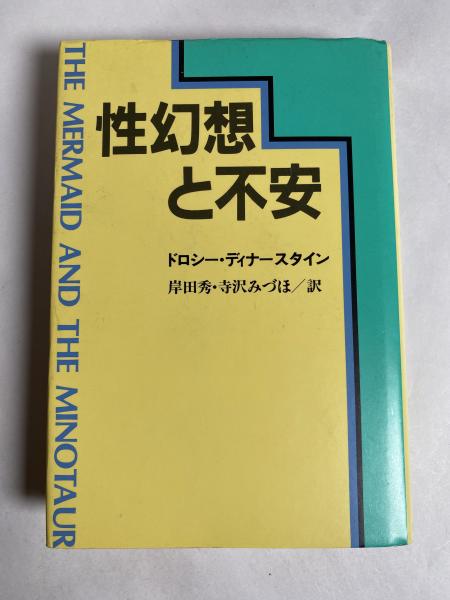 THE MERMAID AND THE MINOTAUR
性幻想
と不安
ドロシー・ディナースタイン
岸田秀・寺沢みづほ／訳